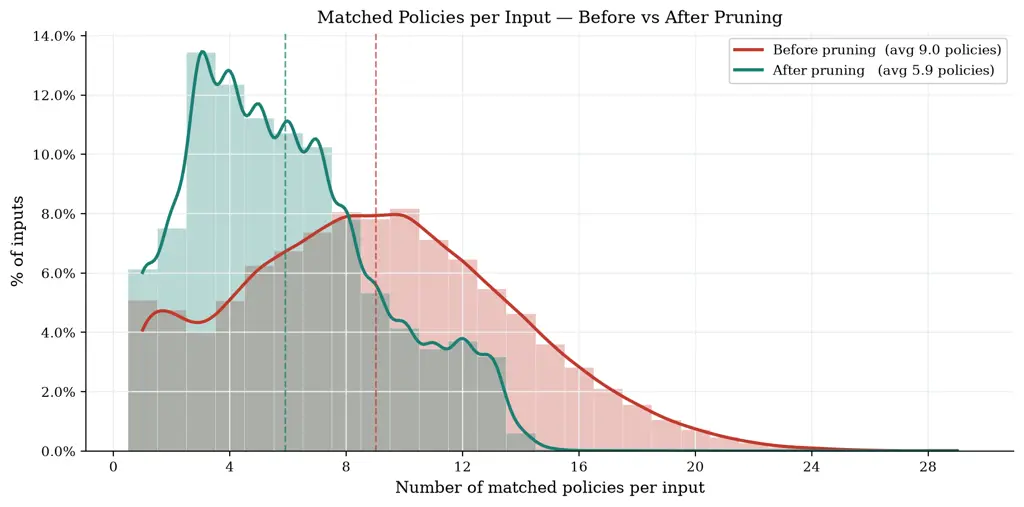 Matched Policies per Input — Before vs After Pruning
Before pruning (avg 9.0 policies)
After pruning (avg 5.9 policies)
% of inputs
14.0%
12.0%
10.0%
8.0%
6.0%
4.0%
2.0%
0.0%
0 4 8 12 16 20 24 28
Number of matched policies per input